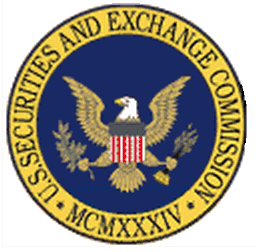 U.S. SECURITIES AND EXCHANGE COMMISSION
MCMXXXIV